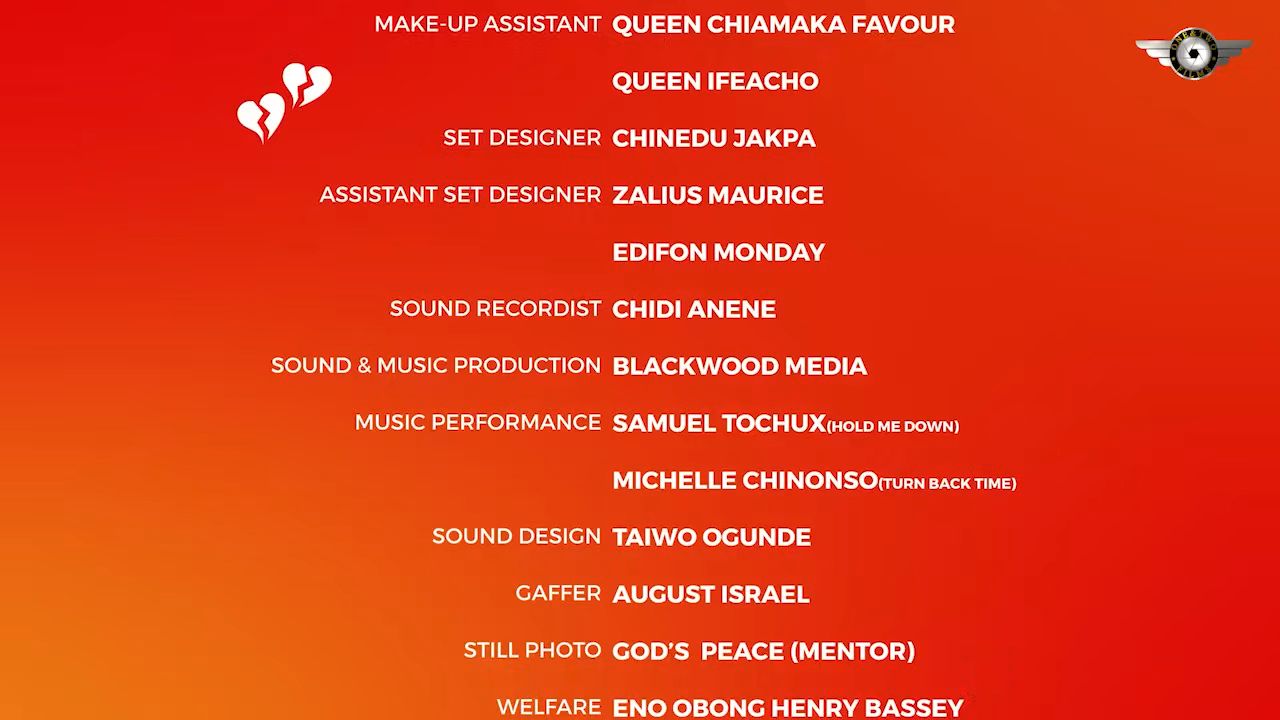 MAKE-UP ASSISTANT QUEEN CHIAMAKA FAVOUR
QUEEN IFEACHO
SET DESIGNER CHINEDU JAKPA
ASSISTANT SET DESIGNER ZALIUS MAURICE
EDIFON MONDAY
SOUND RECORDIST CHIDI ANENE
SOUND & MUSIC PRODUCTION BLACKWOOD MEDIA
MUSIC PERFORMANCE SAMUEL TOCHUX(HOLD ME DOWN)
MICHELLE CHINONSO(TURN BACK TIME)
SOUND DESIGN TAIWO OGUNDE
GAFFER AUGUST ISRAEL
STILL PHOTO GOD'S PEACE (MENTOR)
WELFARE ENO OBONG HENRY BASSEY
ONE & TWO
FILMS